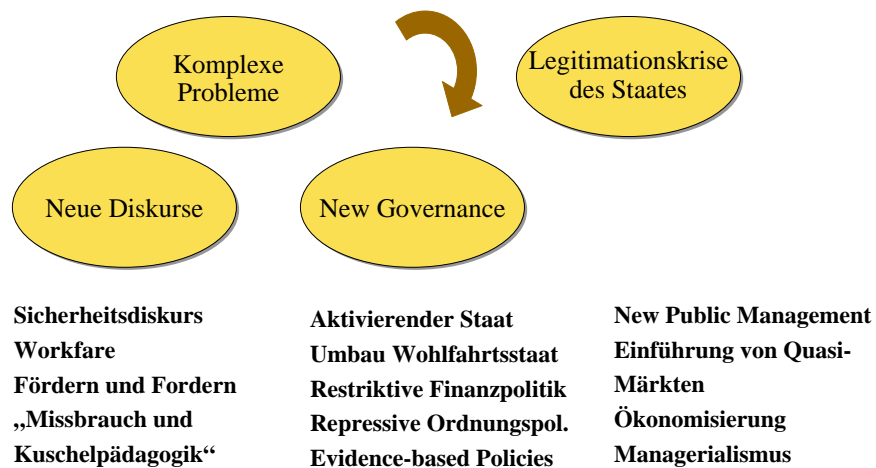 Komplexe
Probleme
Legitimationskrise
des Staates
Neue Diskurse
New Governance
Sicherheitsdiskurs
Workfare
Fördern und Fordern
„Missbrauch und
Kuschelpädagogik“
Aktivierender Staat
Umbau Wohlfahrtsstaat
Restriktive Finanzpolitik
Repressive Ordnungspol.
Evidence-based Policies
New Public Management
Einführung von Quasi-
Märkten
Ökonomisierung
Managerialismus